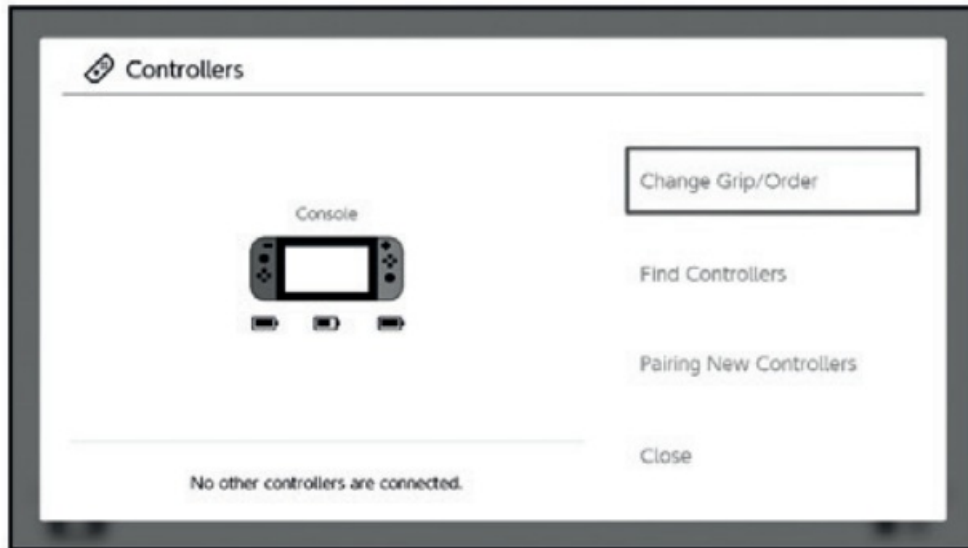 Controllers
Console
No other controllers are connected.
Change Grip/Order
Find Controllers
Pairing New Controllers
Close